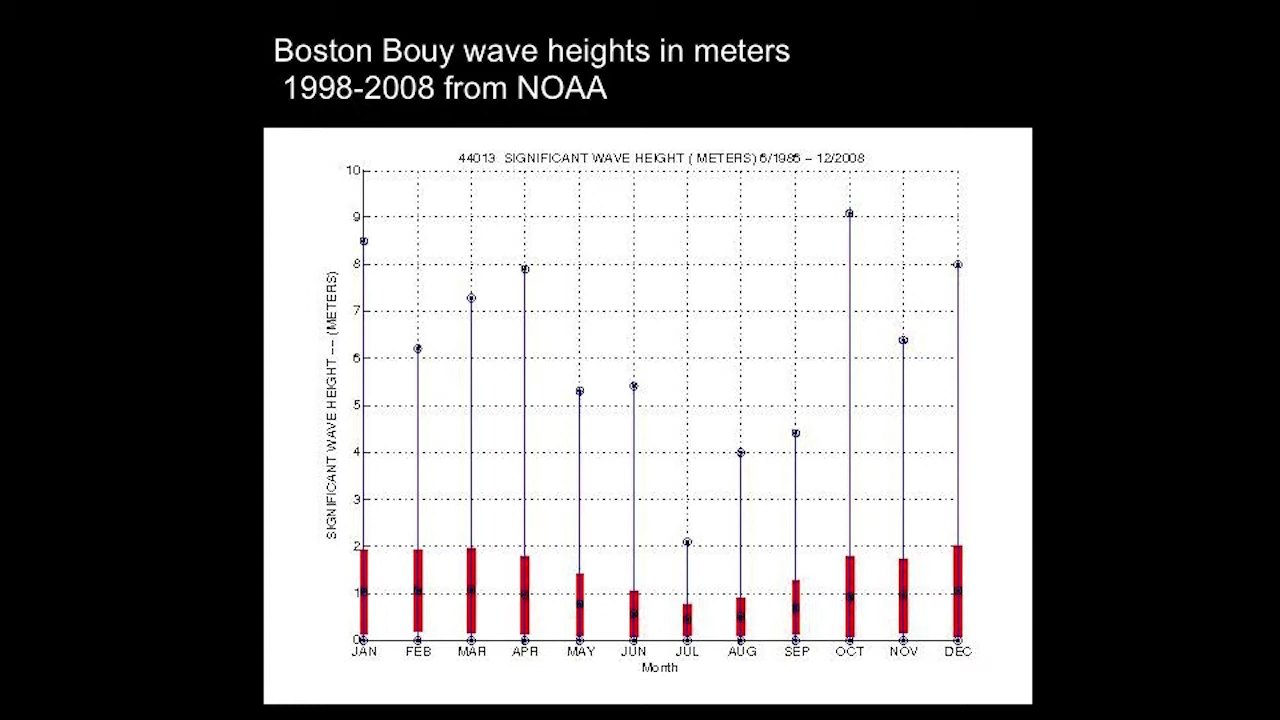 Boston Bouy wave heights in meters
1998-2008 from NOAA
44013 SIGNIFICANT WAVE HEIGHT ( METERS) 6/1986 – 12/2008
10
9
8
7
6
5
4
3
2
1
0
SIGNIFICANT WAVE HEIGHT –– (METERS)
JAN FEB MAR APR MAY JUN JUL AUG SEP OCT NOV DEC
Month